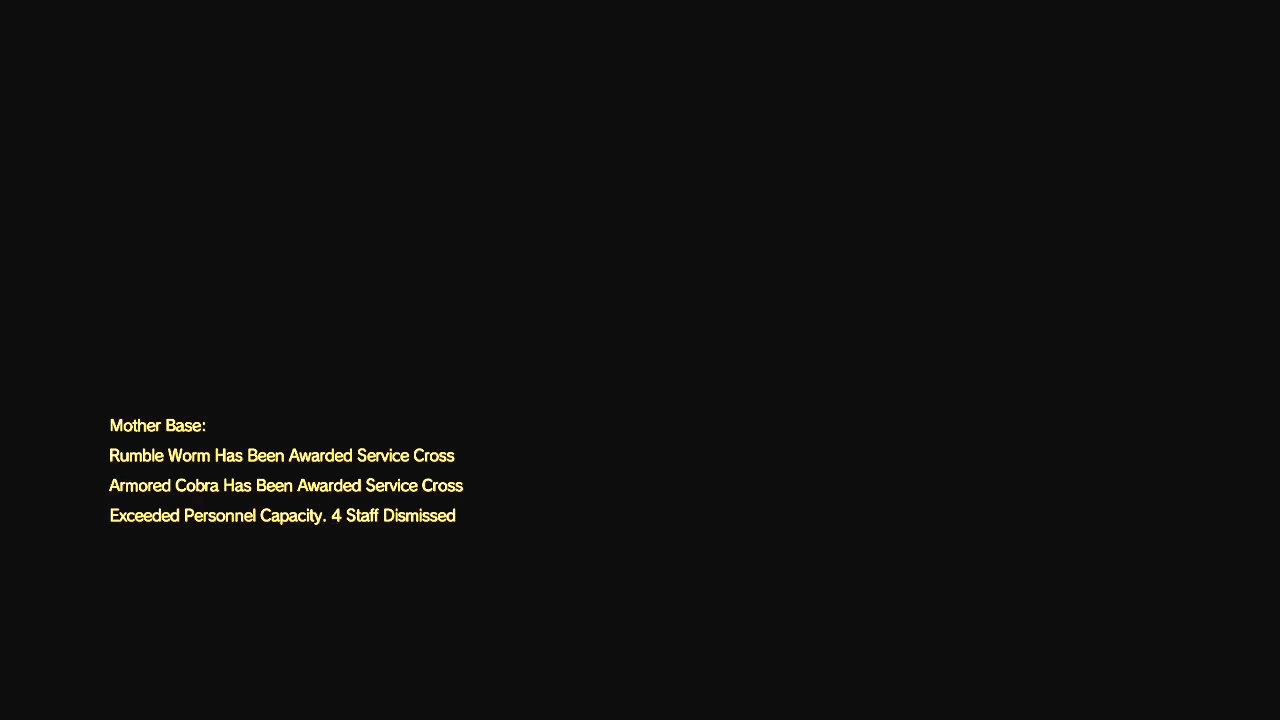 Mother Base:
Rumble Worm Has Been Awarded Service Cross
Armored Cobra Has Been Awarded Service Cross
Exceeded Personnel Capacity. 4 Staff Dismissed